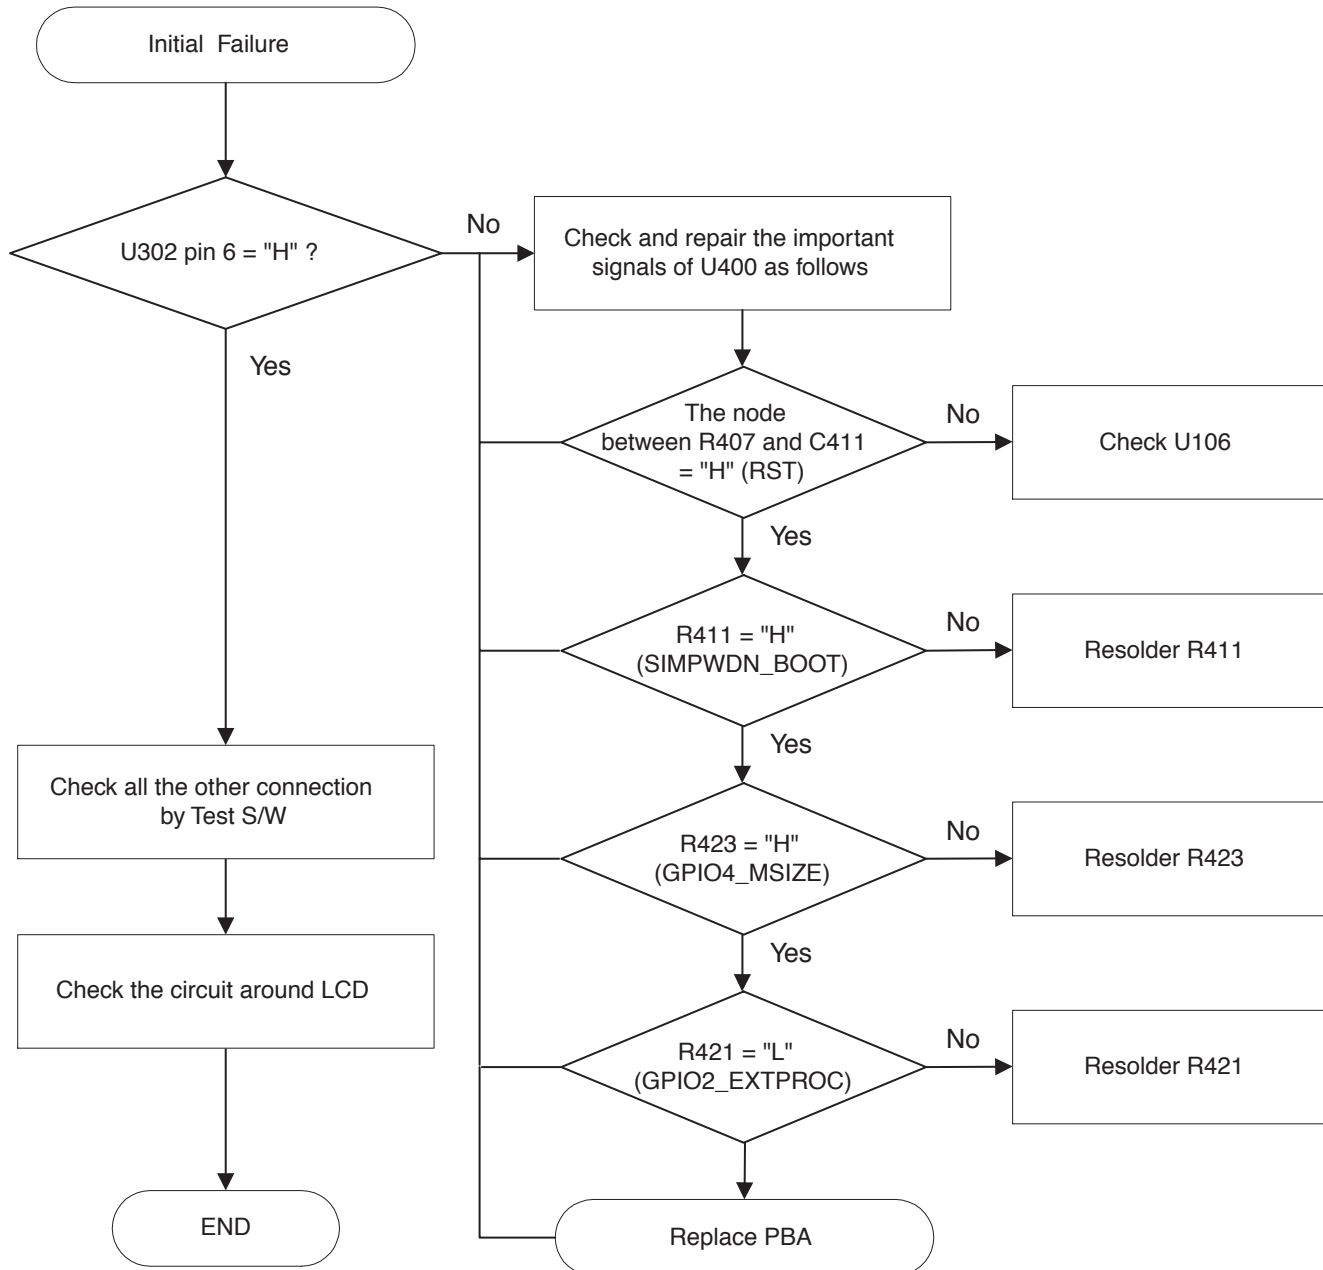 Initial Failure
U302 pin 6 = "H" ?
No
Check and repair the important
signals of U400 as follows
Yes
The node
between R407 and C411
= "H" (RST)
No
Check U106
Yes
R411 = "H"
(SIMPWDN_BOOT)
No
Resolder R411
Yes
Check all the other connection
by Test S/W
R423 = "H"
(GPIO4_MSIZE)
No
Resolder R423
Yes
Check the circuit around LCD
R421 = "L"
(GPIO2_EXTPROC)
No
Resolder R421
END
Replace PBA